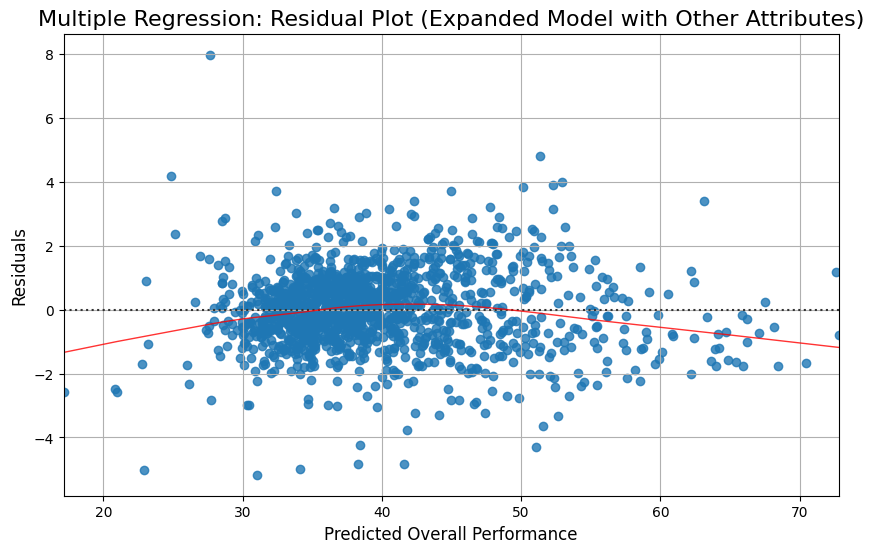 Multiple Regression: Residual Plot (Expanded Model with Other Attributes)
8
6
4
2
0
−2
−4
Residuals
20 30 40 50 60 70
Predicted Overall Performance